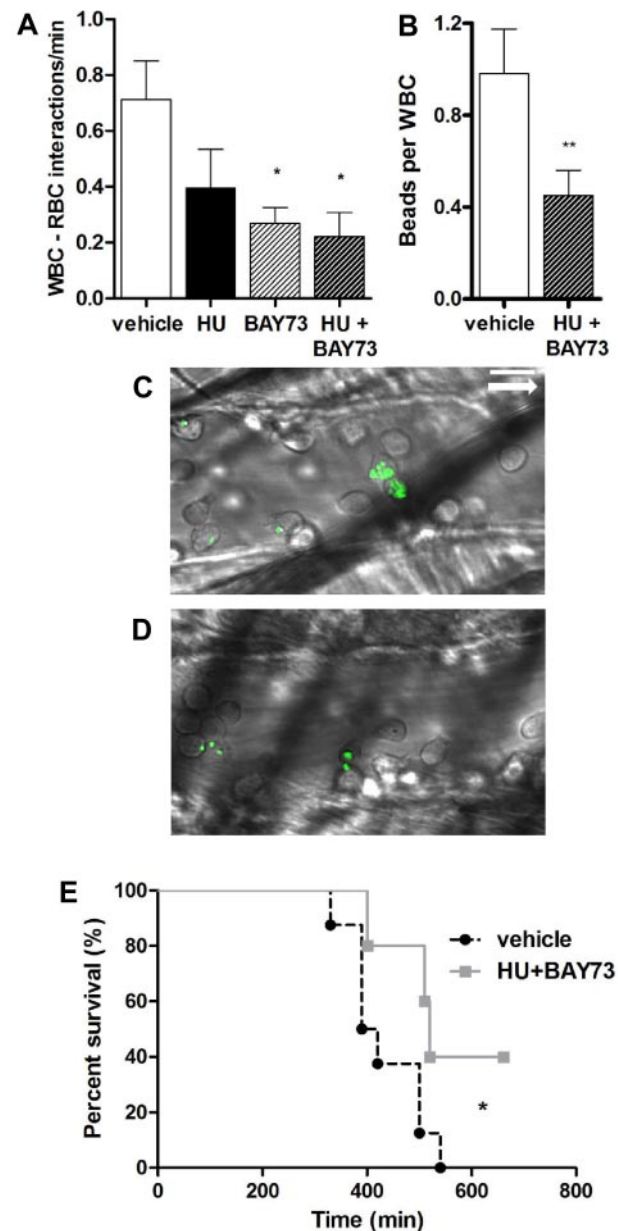 A
WBC - RBC interactions/min
0.8
0.6
0.4
0.2
0.0
*
*
vehicle HU BAY73 HU + BAY73
B
Beads per WBC
1.2
0.8
0.4
0.0
**
vehicle HU + BAY73
C
D
E
Percent survival (%)
100
80
60
40
20
0
vehicle
HU+BAY73
*
0 200 400 600 800
Time (min)